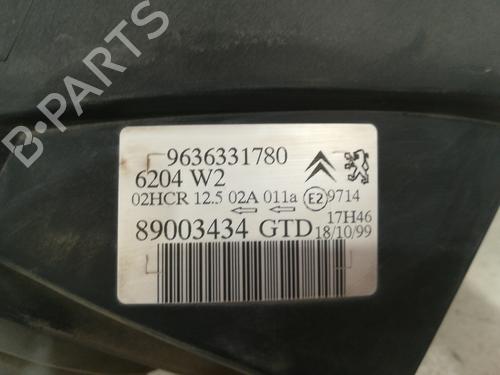 B-PARTS
9636331780
6204 W2
02HCR 12.5 02A 011a E2 9714
17H46
89003434 GTD 18/10/99